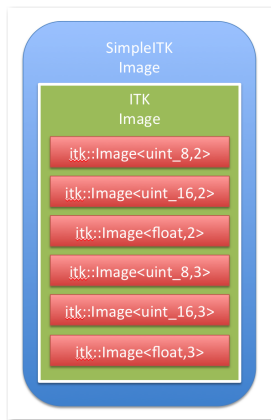 SimpleITK
Image
ITK
Image
itk::Image<uint_8,2>
itk::Image<uint_16,2>
itk::Image<float,2>
itk::Image<uint_8,3>
itk::Image<uint_16,3>
itk::Image<float,3>